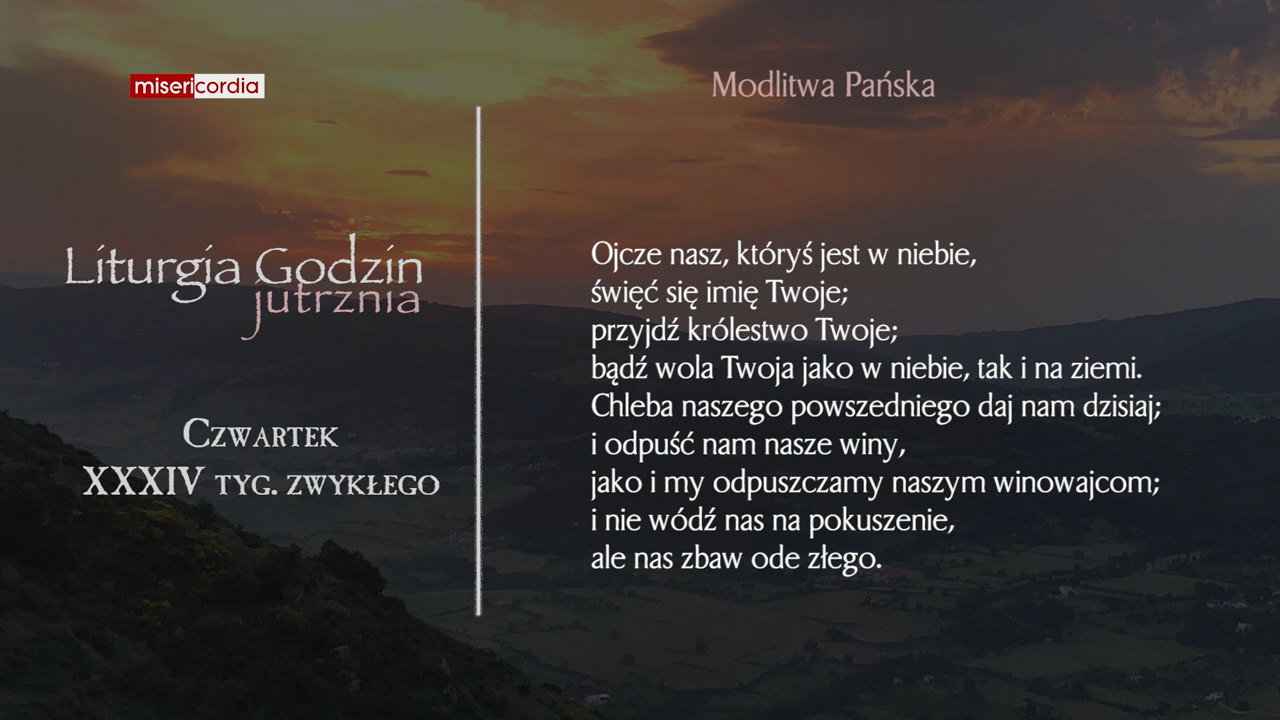 misericordia
Liturgia Godzin
jutrznia
Czwartek
XXXIV tyg. zwykłego
Modlitwa Pańska
Ojcze nasz, któryś jest w niebie,
święć się imię Twoje;
przyjdź królestwo Twoje;
bądź wola Twoja jako w niebie, tak i na ziemi.
Chleba naszego powszedniego daj nam dzisiaj;
i odpuść nam nasze winy,
jako i my odpuszczamy naszym winowajcom;
i nie wódź nas na pokuszenie,
ale nas zbaw ode złego.